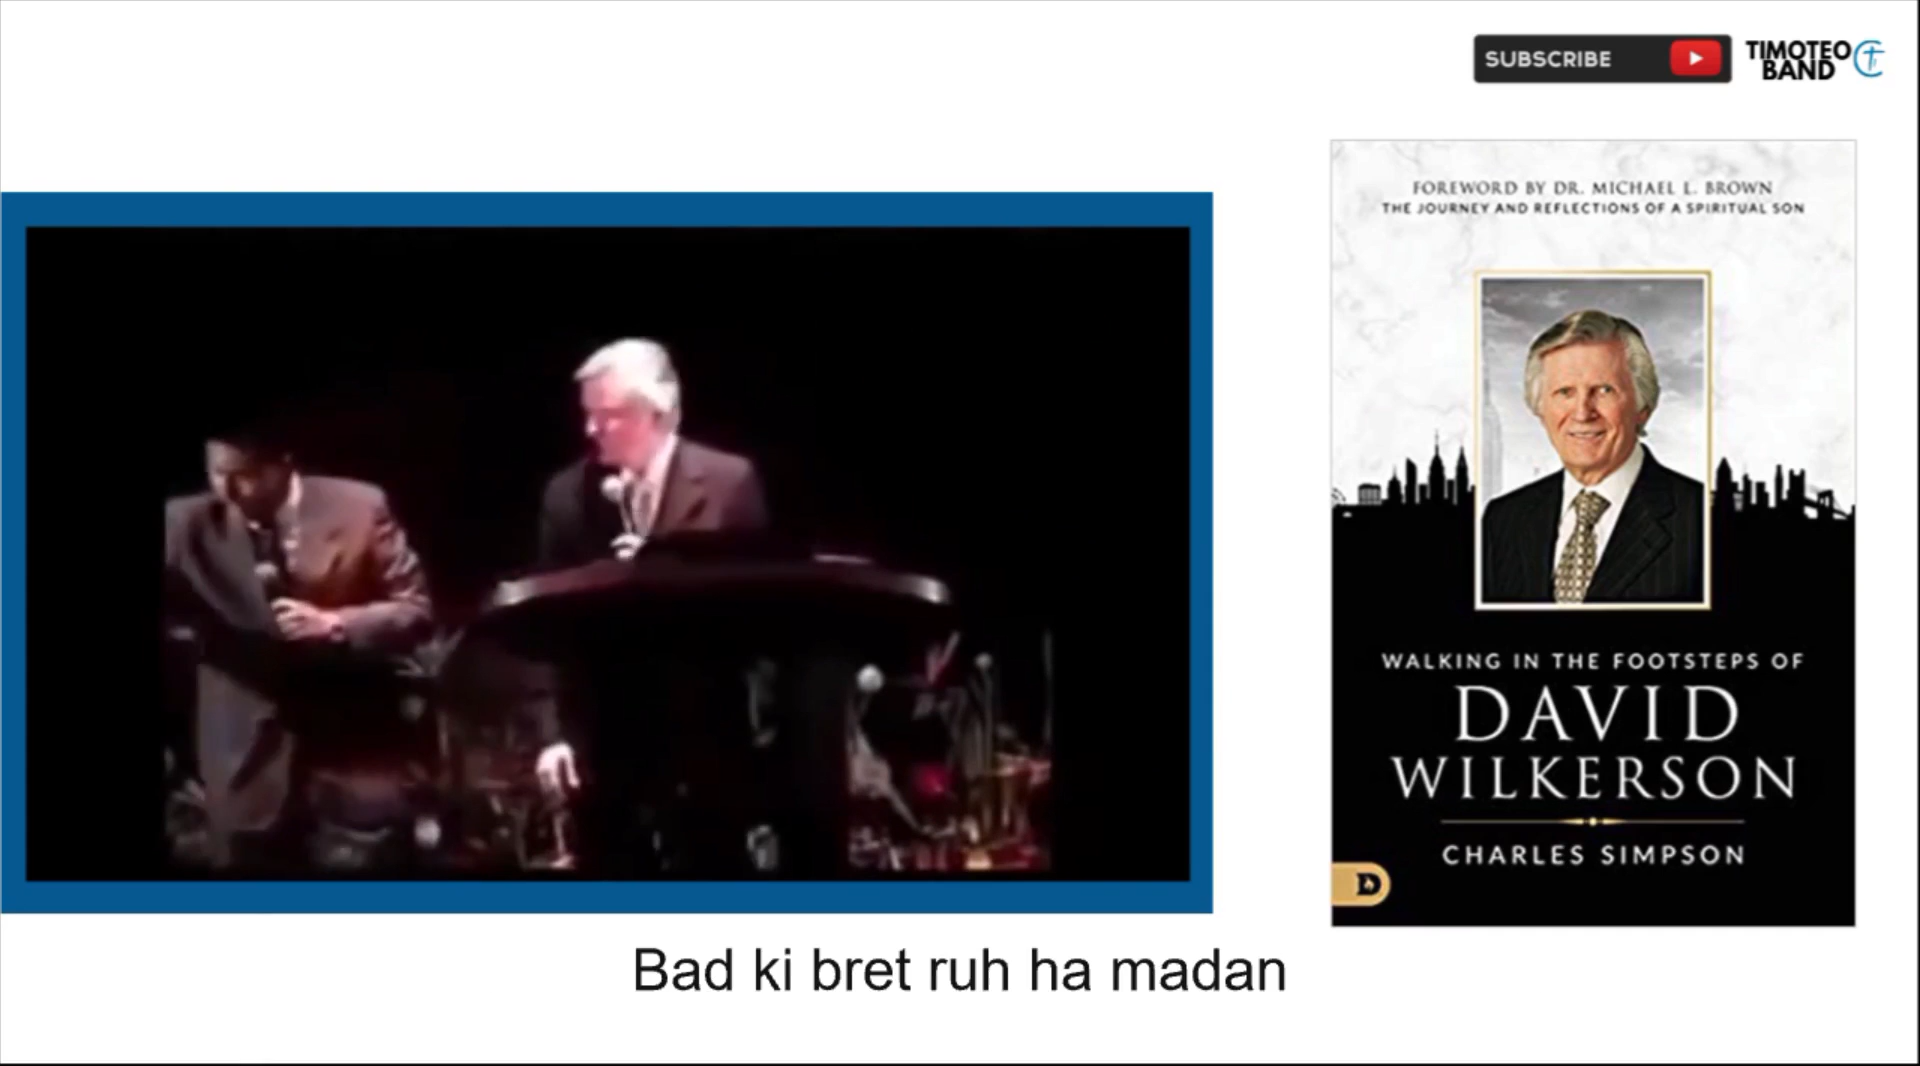 SUBSCRIBE
TIMOTEO
BAND
FOREWORD BY DR. MICHAEL L. BROWN
THE JOURNEY AND REFLECTIONS OF A SPIRITUAL SON
WALKING IN THE FOOTSTEPS OF
DAVID
WILKERSON
CHARLES SIMPSON
D
Bad ki bret ruh ha madan